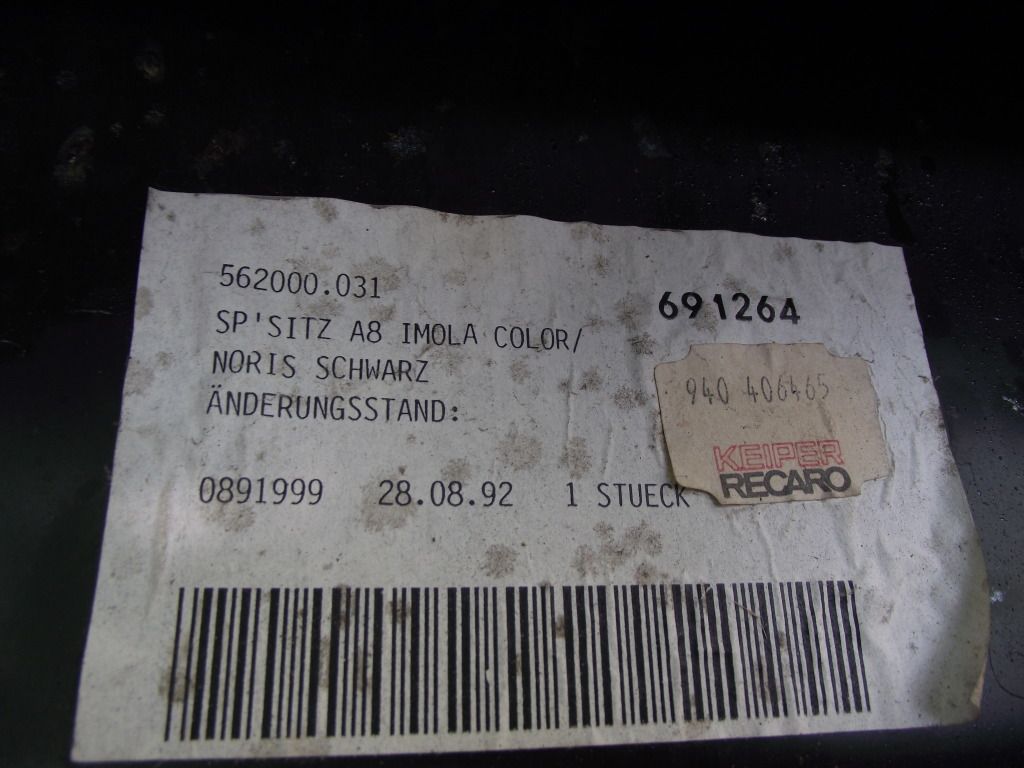 562000.031
691264
SP'SITZ A8 IMOLA COLOR/
NORIS SCHWARZ
ÄNDERUNGSSTAND:
940 406465
KEIPER
RECARO
0891999 28.08.92 1 STUECK